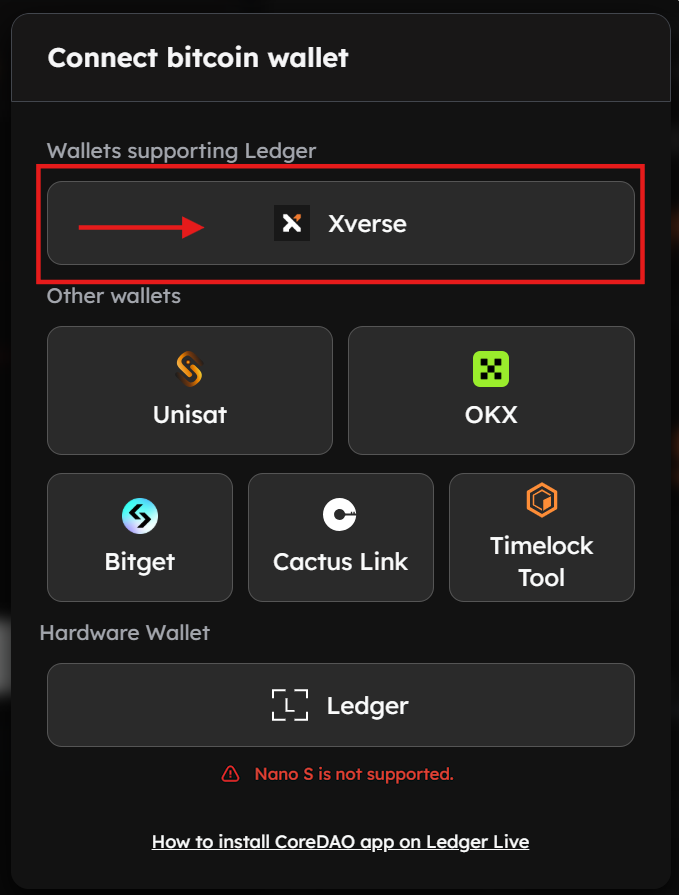 Connect bitcoin wallet
Wallets supporting Ledger
Xverse
Other wallets
Unisat
OKX
Bitget
Cactus Link
Timelock
Tool
Hardware Wallet
L
Ledger
Nano S is not supported.
How to install CoreDAO app on Ledger Live